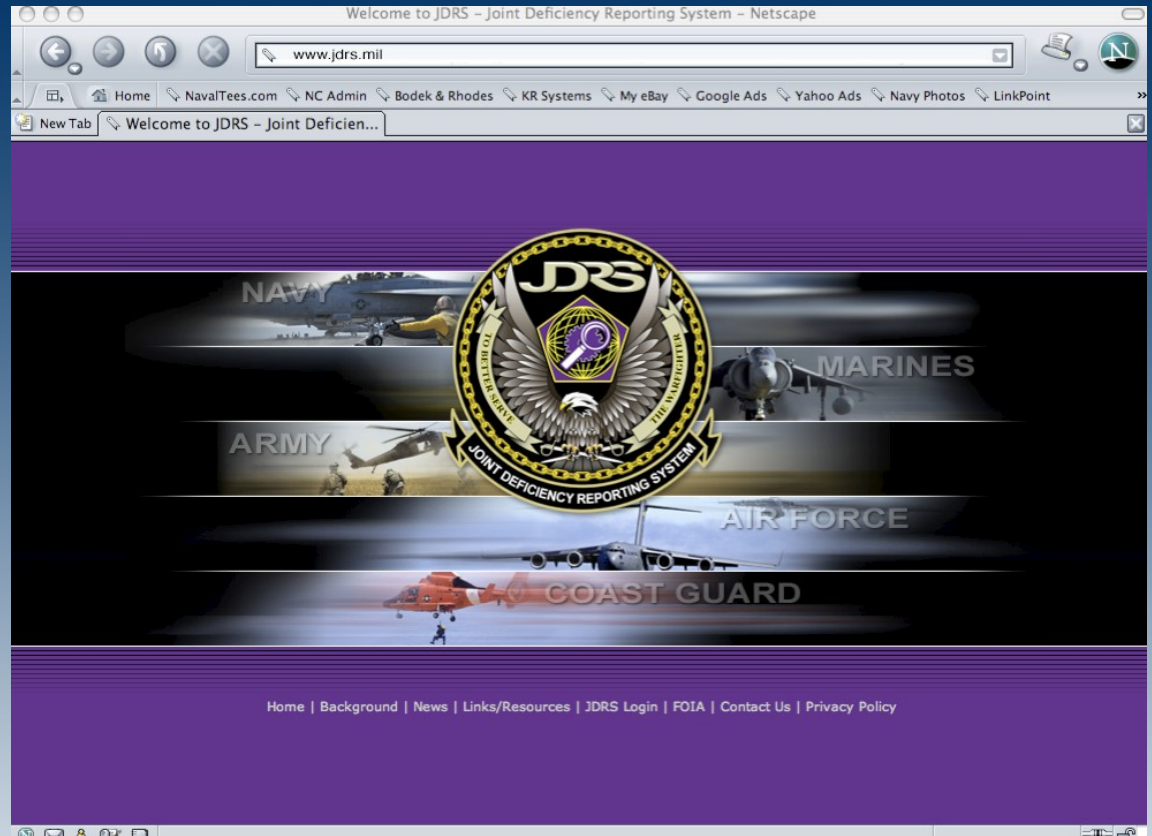 Welcome to JDRS – Joint Deficiency Reporting System – Netscape
www.jdrs.mil
N
Home NavalTees.com NC Admin Bodek & Rhodes KR Systems My eBay Google Ads Yahoo Ads Navy Photos LinkPoint »
New Tab Welcome to JDRS – Joint Deficien...
JDRS
NAVY
TO BETTER SERVE
THE WARFIGHTER
MARINES
ARMY
JOINT DEFICIENCY REPORTING SYSTEM
AIR FORCE
COAST GUARD
Home | Background | News | Links/Resources | JDRS Login | FOIA | Contact Us | Privacy Policy